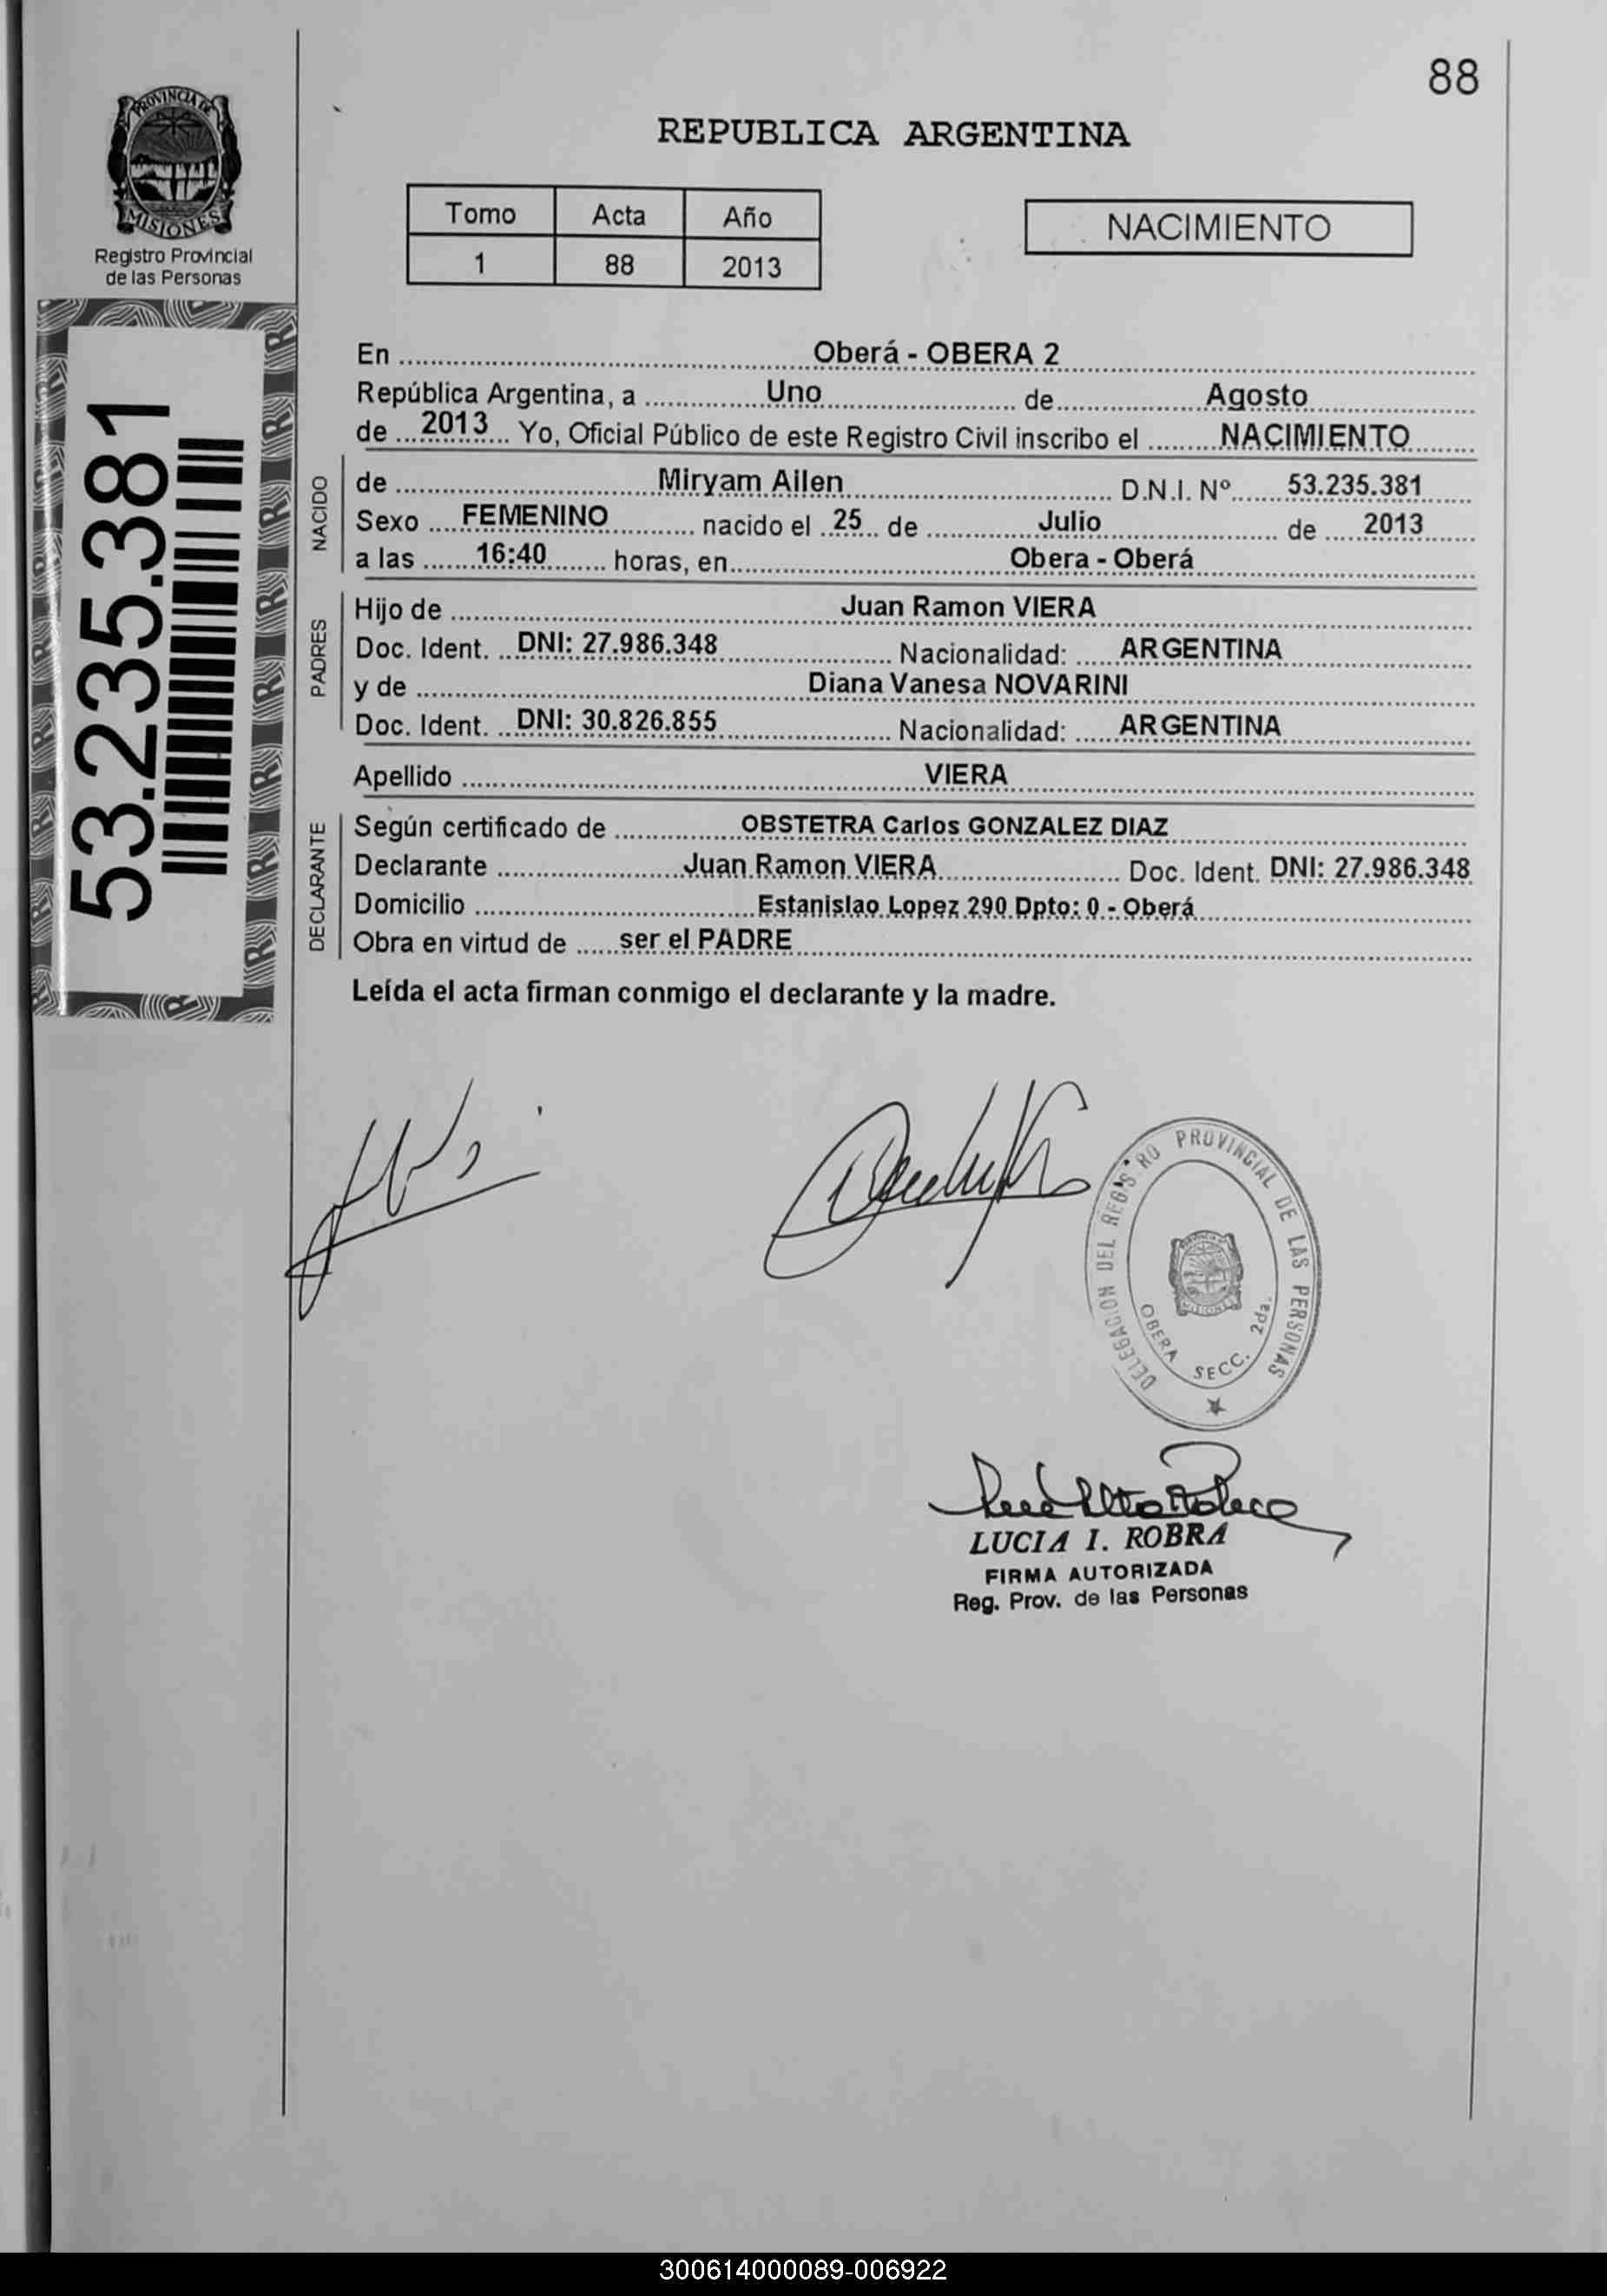 88
PROVINCIA DE
MISIONES
Registro Provincial
de las Personas
REPUBLICA ARGENTINA
Tomo Acta Año
1 88 2013
NACIMIENTO
53.235.381
En Oberá - OBERA 2
República Argentina, a Uno de Agosto
de 2013 Yo, Oficial Público de este Registro Civil inscribo el NACIMIENTO
NACIDO
de Miryam Ailen D.N.I. Nº 53.235.381
Sexo FEMENINO nacido el 25 de Julio de 2013
a las 16:40 horas, en Obera - Oberá
PADRES
Hijo de Juan Ramon VIERA
Doc. Ident. DNI: 27.986.348 Nacionalidad: ARGENTINA
y de Diana Vanesa NOVARINI
Doc. Ident. DNI: 30.826.855 Nacionalidad: ARGENTINA
Apellido VIERA
DECLARANTE
Según certificado de OBSTETRA Carlos GONZALEZ DIAZ
Declarante Juan Ramon VIERA Doc. Ident. DNI: 27.986.348
Domicilio Estanislao Lopez 290 Dpto: 0 - Oberá
Obra en virtud de ser el PADRE
Leída el acta firman conmigo el declarante y la madre.
DELEGACION DEL REGISTRO PROVINCIAL DE LAS PERSONAS
OBERA SECC. 2da.
LUCIA I. ROBRA
FIRMA AUTORIZADA
Reg. Prov. de las Personas
300614000089-006922